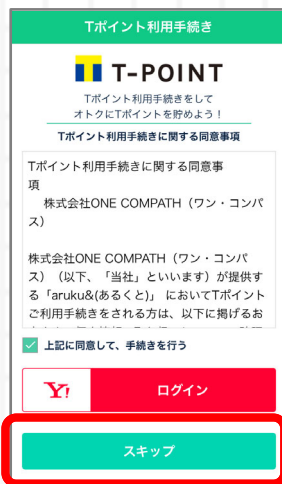 Tポイント利用手続き
T-POINT
Tポイント利用手続きをして
オトクにTポイントを貯めよう！
Tポイント利用手続きに関する同意事項
Tポイント利用手続きに関する同意事
項
株式会社ONE COMPATH（ワン・コンパ
ス）
株式会社ONE COMPATH（ワン・コンパ
ス）（以下、「当社」といいます）が提供す
る「aruku&(あるくと)」 においてTポイント
ご利用手続きをされる方は、以下に掲げるお
上記に同意して、手続きを行う
Y! ログイン
スキップ